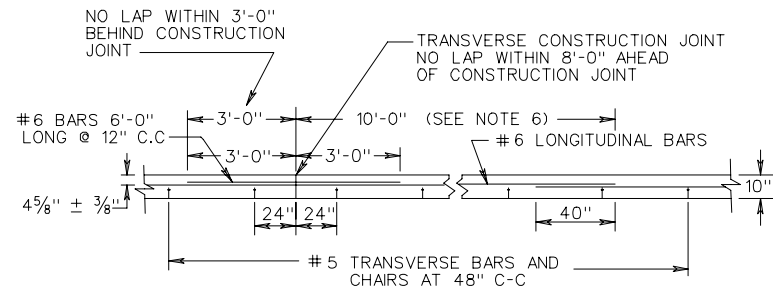 NO LAP WITHIN 3'-0"
BEHIND CONSTRUCTION
JOINT
TRANSVERSE CONSTRUCTION JOINT
NO LAP WITHIN 8'-0" AHEAD
OF CONSTRUCTION JOINT
#6 BARS 6'-0"
LONG @ 12" C.C
3'-0"
10'-0" (SEE NOTE 6)
3'-0"
3'-0"
#6 LONGITUDINAL BARS
10"
4⅝" ± ⅜"
24"
24"
40"
#5 TRANSVERSE BARS AND
CHAIRS AT 48" C-C